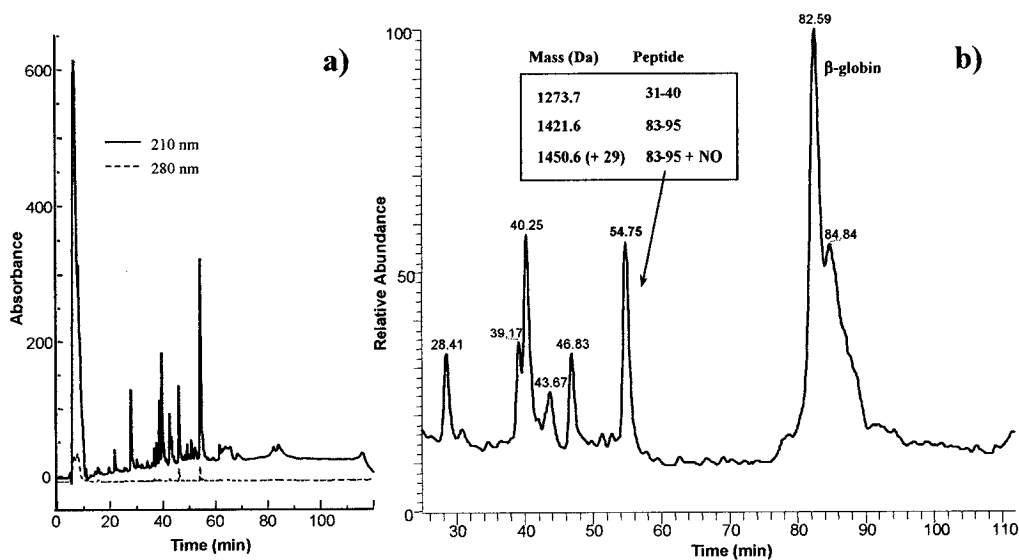 a)
600
400
200
0
Absorbance
210 nm
280 nm
0 20 40 60 80 100
Time (min)
b)
100
50
0
Relative Abundance
Mass (Da) Peptide
1273.7 31-40
1421.6 83-95
1450.6 (+ 29) 83-95 + NO
28.41
39.17
40.25
43.67
46.83
54.75
82.59
β-globin
84.84
30 40 50 60 70 80 90 100 110
Time (min)